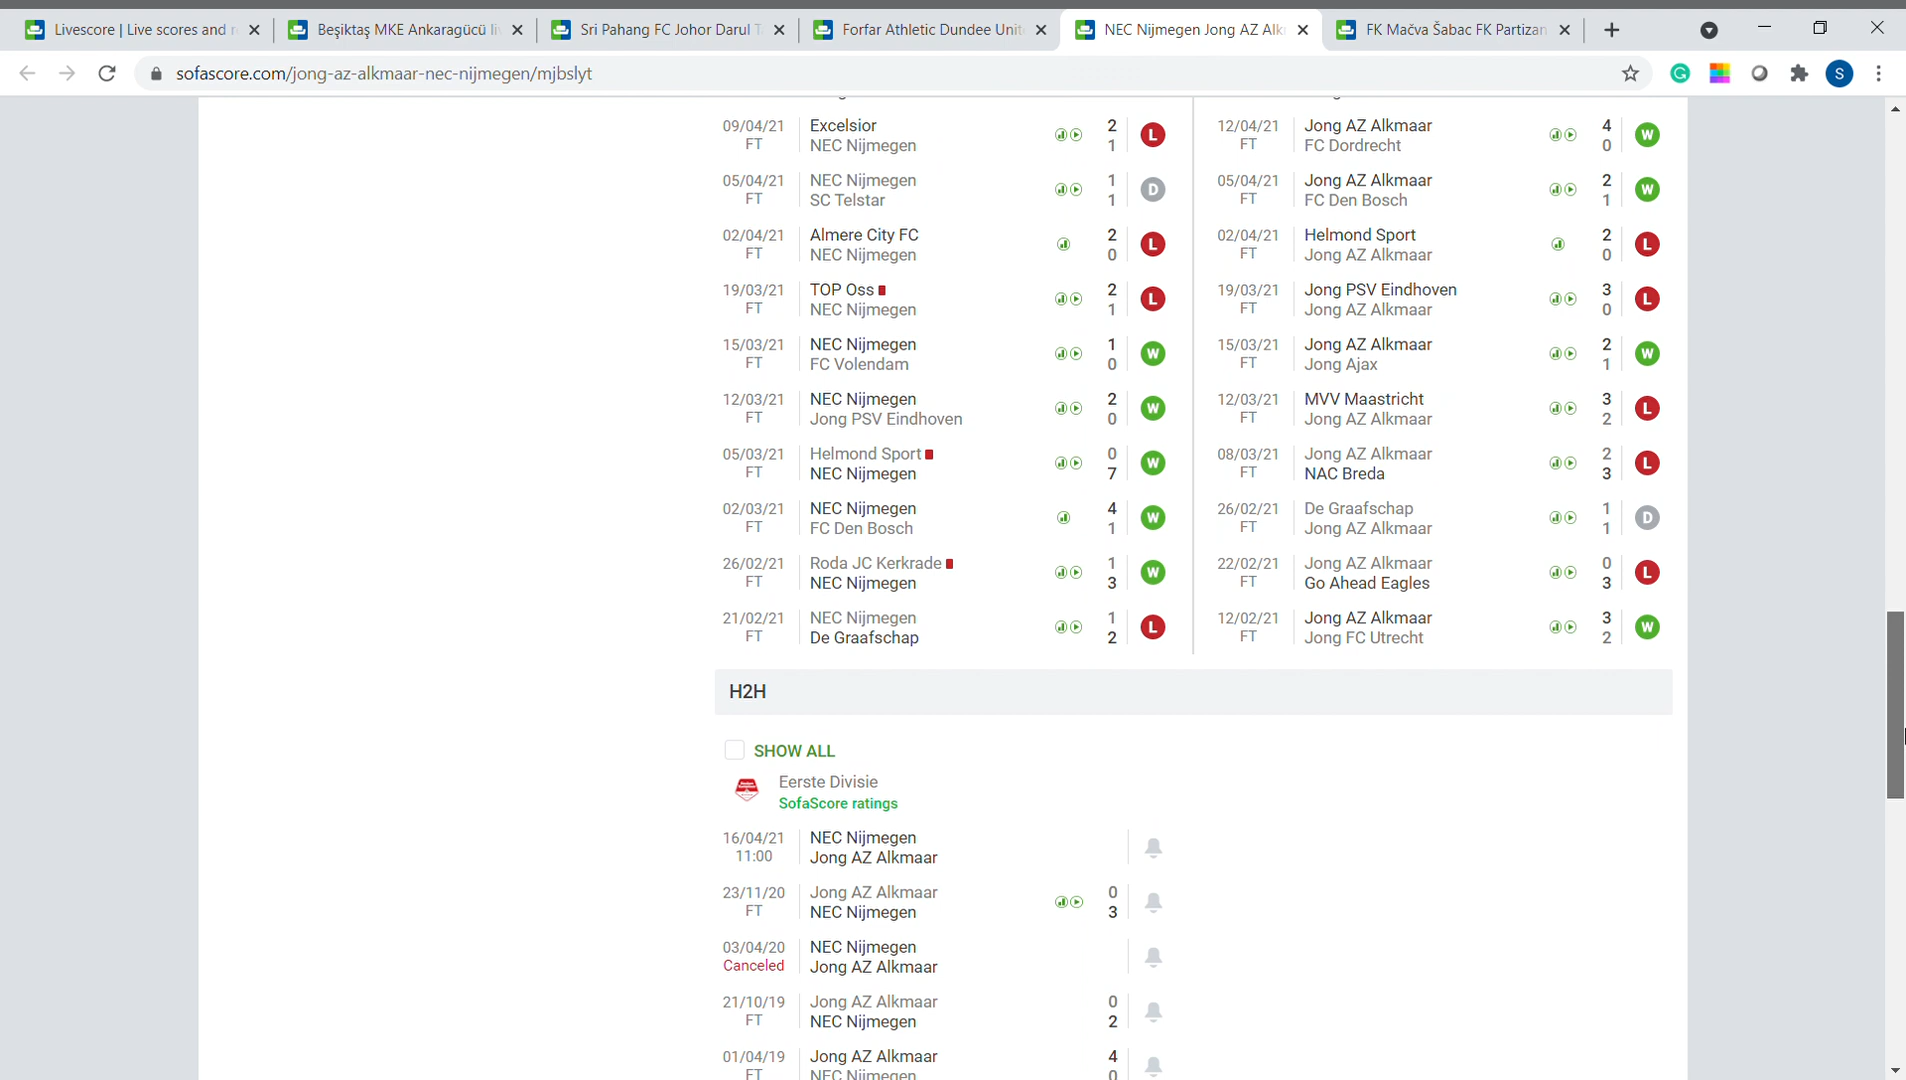 Livescore | Live scores and r
Beşiktaş MKE Ankaragücü li
Sri Pahang FC Johor Darul T
Forfar Athletic Dundee Unit
NEC Nijmegen Jong AZ Alk
FK Mačva Šabac FK Partizan
sofascore.com/jong-az-alkmaar-nec-nijmegen/mjbslyt
S
09/04/21 Excelsior 2
FT NEC Nijmegen 1
L
05/04/21 NEC Nijmegen 1
FT SC Telstar 1
D
02/04/21 Almere City FC 2
FT NEC Nijmegen 0
L
19/03/21 TOP Oss 2
FT NEC Nijmegen 1
L
15/03/21 NEC Nijmegen 1
FT FC Volendam 0
W
12/03/21 NEC Nijmegen 2
FT Jong PSV Eindhoven 0
W
05/03/21 Helmond Sport 0
FT NEC Nijmegen 7
W
02/03/21 NEC Nijmegen 4
FT FC Den Bosch 1
W
26/02/21 Roda JC Kerkrade 1
FT NEC Nijmegen 3
W
21/02/21 NEC Nijmegen 1
FT De Graafschap 2
L
12/04/21 Jong AZ Alkmaar 4
FT FC Dordrecht 0
W
05/04/21 Jong AZ Alkmaar 2
FT FC Den Bosch 1
W
02/04/21 Helmond Sport 2
FT Jong AZ Alkmaar 0
L
19/03/21 Jong PSV Eindhoven 3
FT Jong AZ Alkmaar 0
L
15/03/21 Jong AZ Alkmaar 2
FT Jong Ajax 1
W
12/03/21 MVV Maastricht 3
FT Jong AZ Alkmaar 2
L
08/03/21 Jong AZ Alkmaar 2
FT NAC Breda 3
L
26/02/21 De Graafschap 1
FT Jong AZ Alkmaar 1
D
22/02/21 Jong AZ Alkmaar 0
FT Go Ahead Eagles 3
L
12/02/21 Jong AZ Alkmaar 3
FT Jong FC Utrecht 2
W
H2H
SHOW ALL
Eerste Divisie
SofaScore ratings
16/04/21 NEC Nijmegen
11:00 Jong AZ Alkmaar
23/11/20 Jong AZ Alkmaar 0
FT NEC Nijmegen 3
03/04/20 NEC Nijmegen
Canceled Jong AZ Alkmaar
21/10/19 Jong AZ Alkmaar 0
FT NEC Nijmegen 2
01/04/19 Jong AZ Alkmaar 4
FT NEC Nijmegen 0